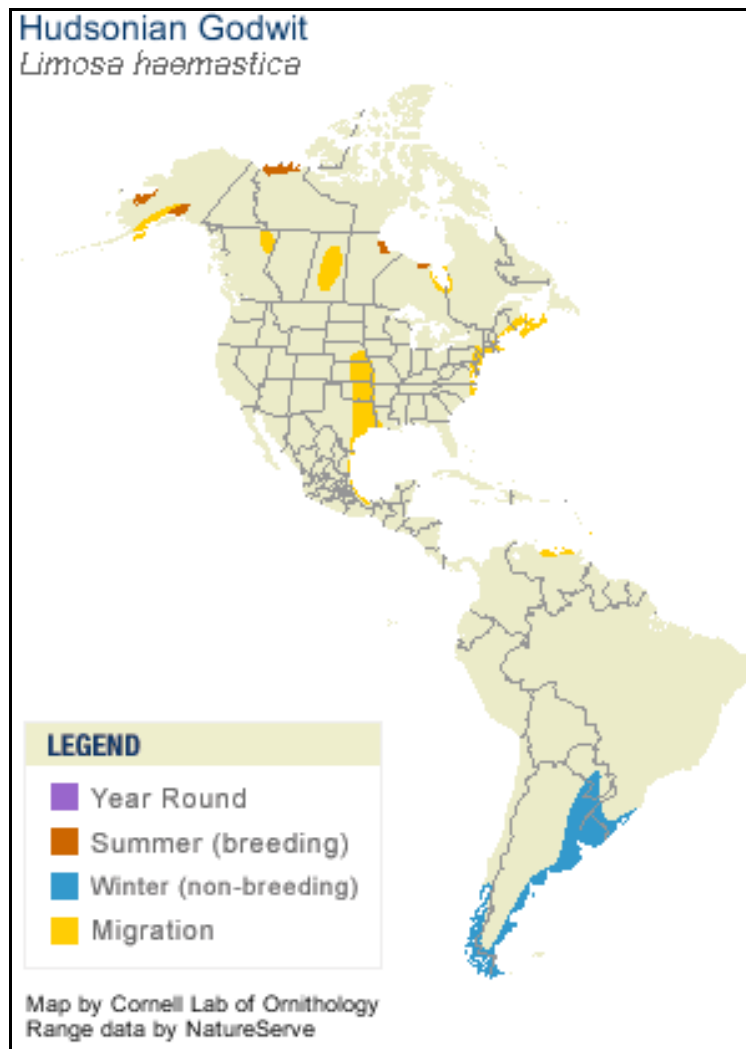 Hudsonian Godwit
Limosa haemastica
LEGEND
Year Round
Summer (breeding)
Winter (non-breeding)
Migration
Map by Cornell Lab of Ornithology
Range data by NatureServe